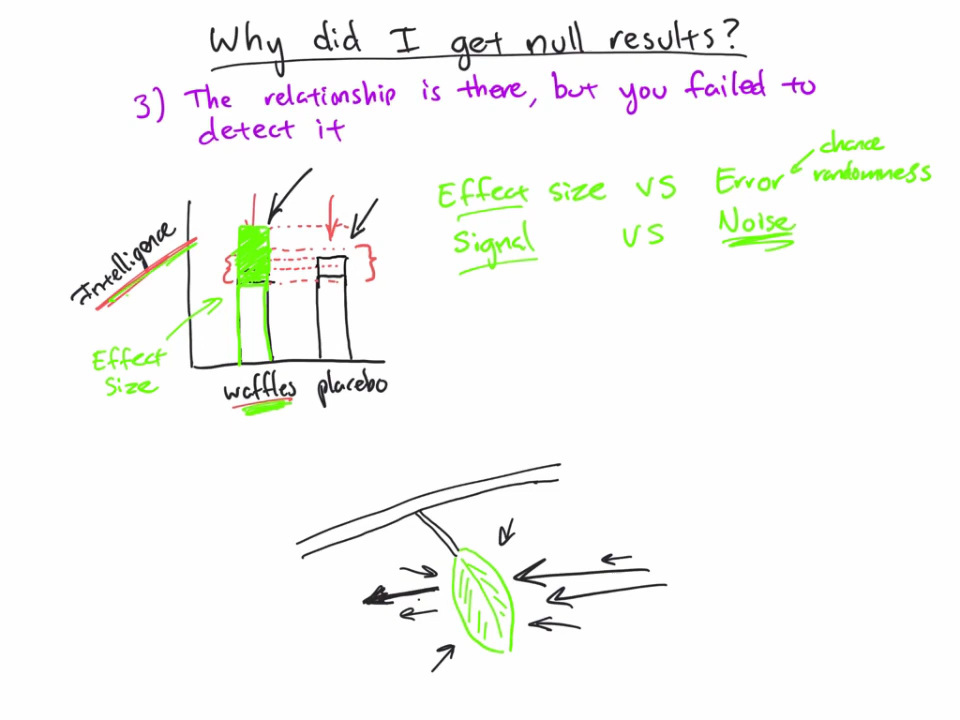 Why did I get null results?
3) The relationship is there, but you failed to
detect it
chance
randomness
Effect size vs Error
Signal vs Noise
Intelligence
Effect
Size
waffles placebo